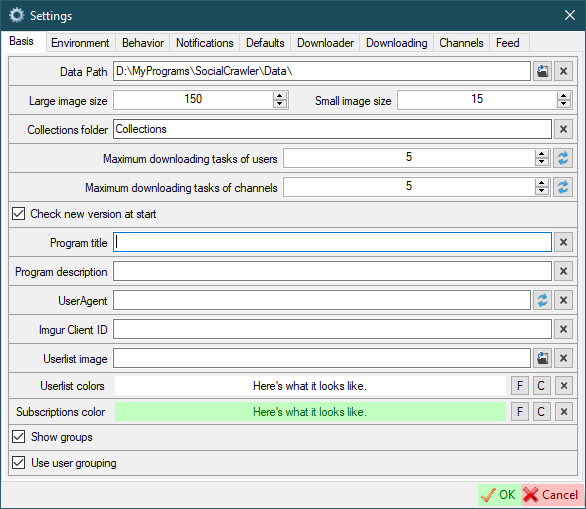 Settings
Basis Environment Behavior Notifications Defaults Downloader Downloading Channels Feed
Data Path D:\MyPrograms\SocialCrawler\Data\
Large image size 150 Small image size 15
Collections folder Collections
Maximum downloading tasks of users 5
Maximum downloading tasks of channels 5
Check new version at start
Program title
Program description
UserAgent
Imgur Client ID
Userlist image
Userlist colors Here's what it looks like. F C
Subscriptions color Here's what it looks like. F C
Show groups
Use user grouping
OK Cancel